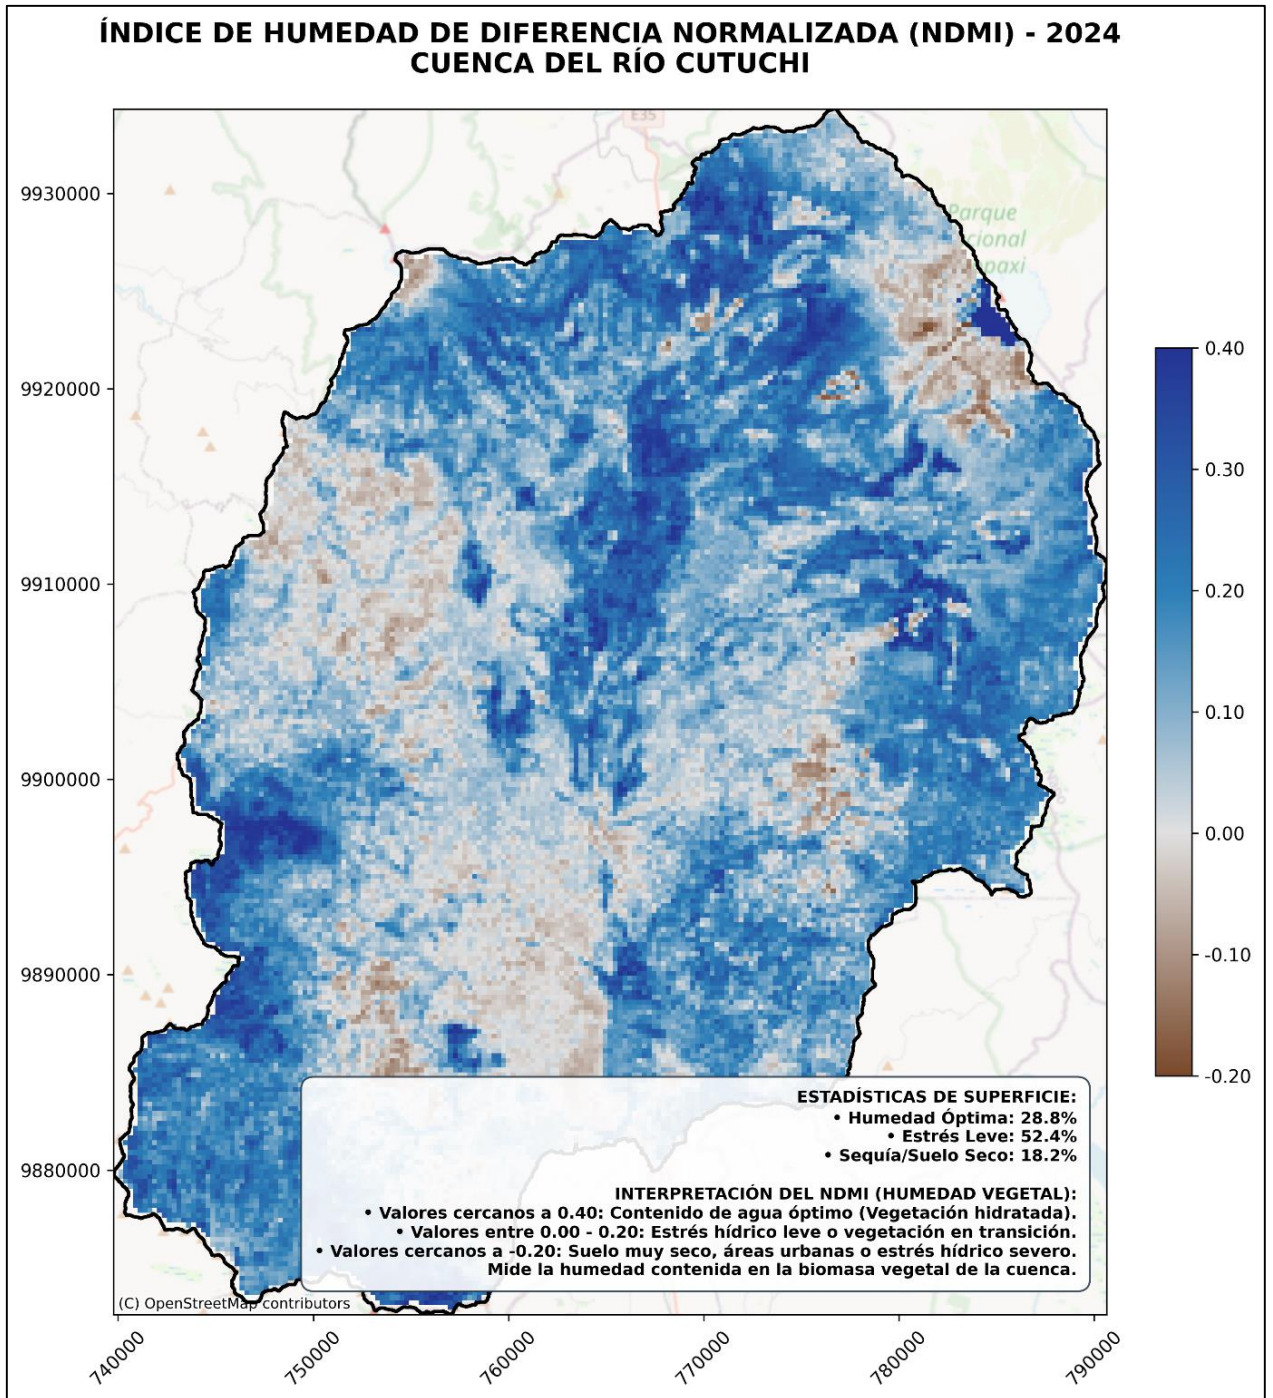 ÍNDICE DE HUMEDAD DE DIFERENCIA NORMALIZADA (NDMI) - 2024
CUENCA DEL RÍO CUTUCHI
E35
Parque
cional
paxi
9930000
9920000
9910000
9900000
9890000
9880000
0.40
0.30
0.20
0.10
0.00
-0.10
-0.20
ESTADÍSTICAS DE SUPERFICIE:
• Humedad Óptima: 28.8%
• Estrés Leve: 52.4%
• Sequía/Suelo Seco: 18.2%
INTERPRETACIÓN DEL NDMI (HUMEDAD VEGETAL):
• Valores cercanos a 0.40: Contenido de agua óptimo (Vegetación hidratada).
• Valores entre 0.00 - 0.20: Estrés hídrico leve o vegetación en transición.
• Valores cercanos a -0.20: Suelo muy seco, áreas urbanas o estrés hídrico severo.
Mide la humedad contenida en la biomasa vegetal de la cuenca.
(C) OpenStreetMap contributors
740000
750000
760000
770000
780000
790000